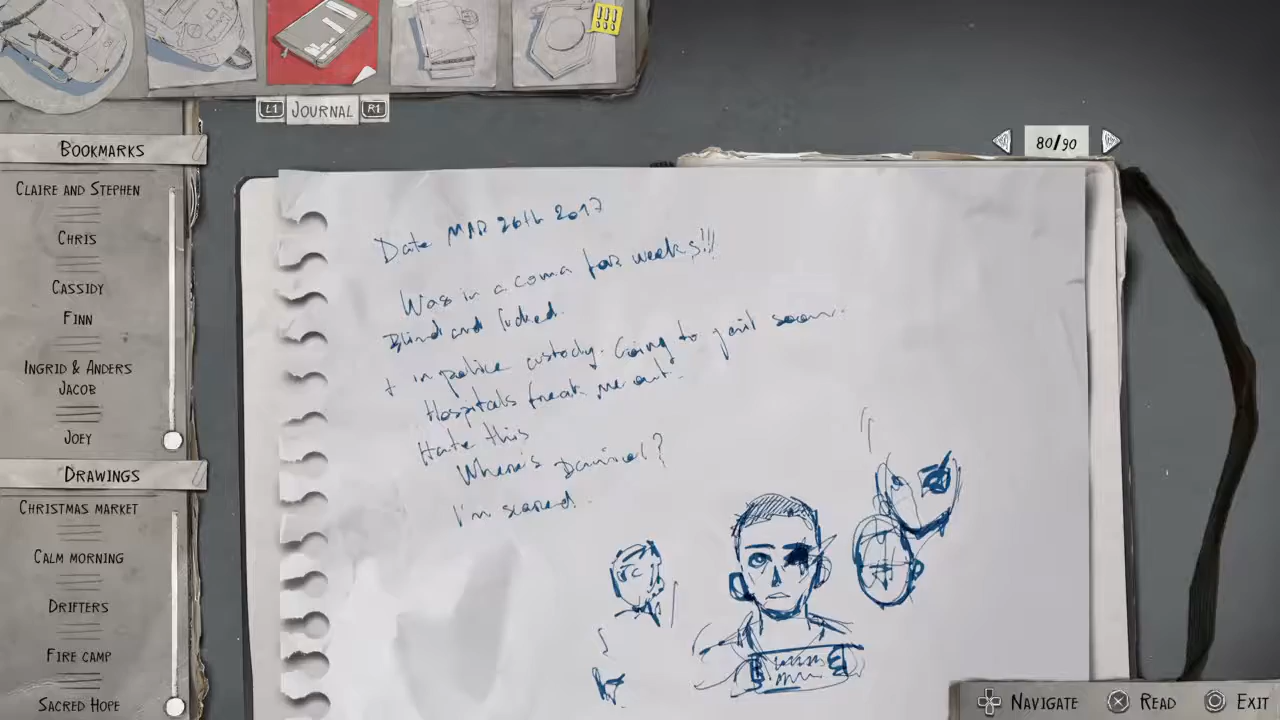 L1 JOURNAL R1
BOOKMARKS
CLAIRE AND STEPHEN
CHRIS
CASSIDY
FINN
INGRID & ANDERS
JACOB
JOEY
DRAWINGS
CHRISTMAS MARKET
CALM MORNING
DRIFTERS
FIRE CAMP
SACRED HOPE
80/90
Date MAR 26th 2017
Was in a coma for weeks!!!
Blind and fucked.
+ in police custody. Going to jail soon.
Hospitals freak me out.
Hate this
Where's Daniel?
I'm scared.
NAVIGATE
READ
EXIT